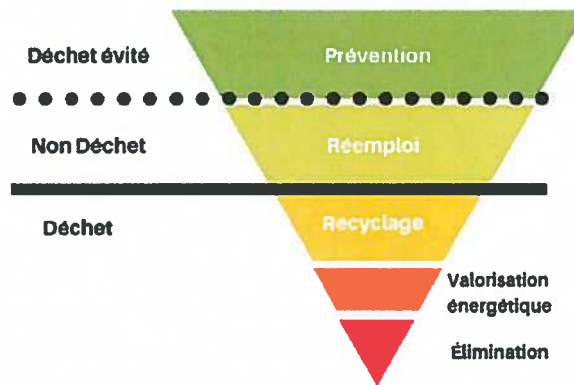 Déchet évité
Prévention
Non Déchet
Réemploi
Déchet
Recyclage
Valorisation
énergétique
Élimination